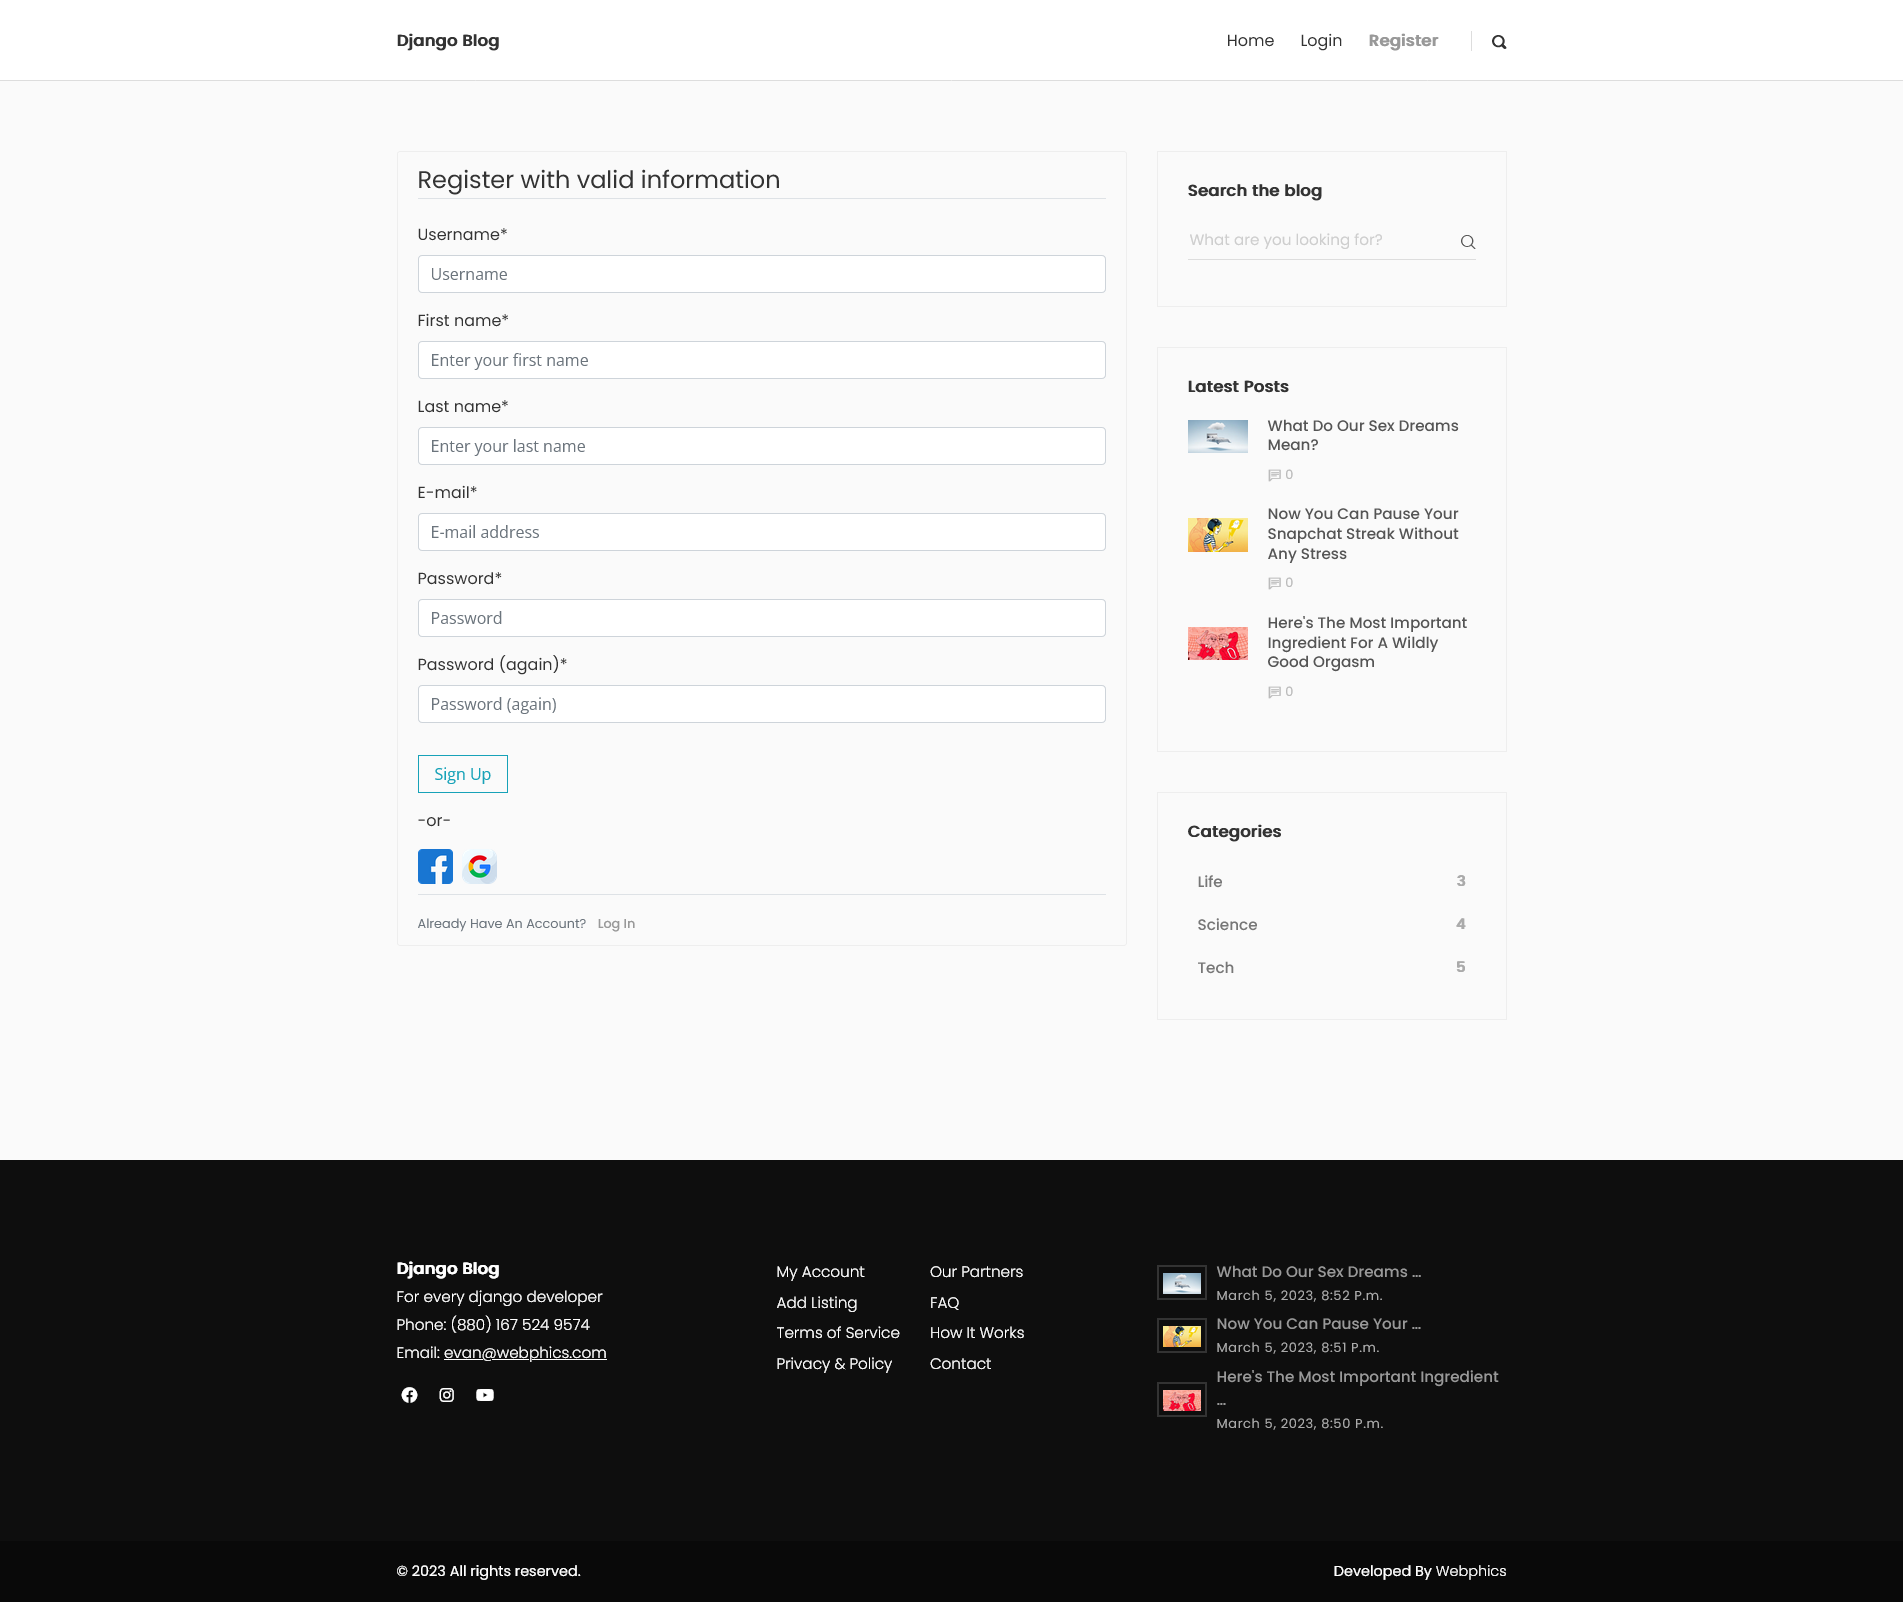 Django Blog
Home
Login
Register
Register with valid information
Username*
Username
First name*
Enter your first name
Last name*
Enter your last name
E-mail*
E-mail address
Password*
Password
Password (again)*
Password (again)
Sign Up
-or-
Already Have An Account? Log In
Search the blog
What are you looking for?
Latest Posts
What Do Our Sex Dreams
Mean?
0
Now You Can Pause Your
Snapchat Streak Without
Any Stress
0
Here's The Most Important
Ingredient For A Wildly
Good Orgasm
0
Categories
Life 3
Science 4
Tech 5
Django Blog
For every django developer
Phone: (880) 167 524 9574
Email: evan@webphics.com
My Account
Add Listing
Terms of Service
Privacy & Policy
Our Partners
FAQ
How It Works
Contact
What Do Our Sex Dreams ...
March 5, 2023, 8:52 P.m.
Now You Can Pause Your ...
March 5, 2023, 8:51 P.m.
Here's The Most Important Ingredient
...
March 5, 2023, 8:50 P.m.
© 2023 All rights reserved.
Developed By Webphics